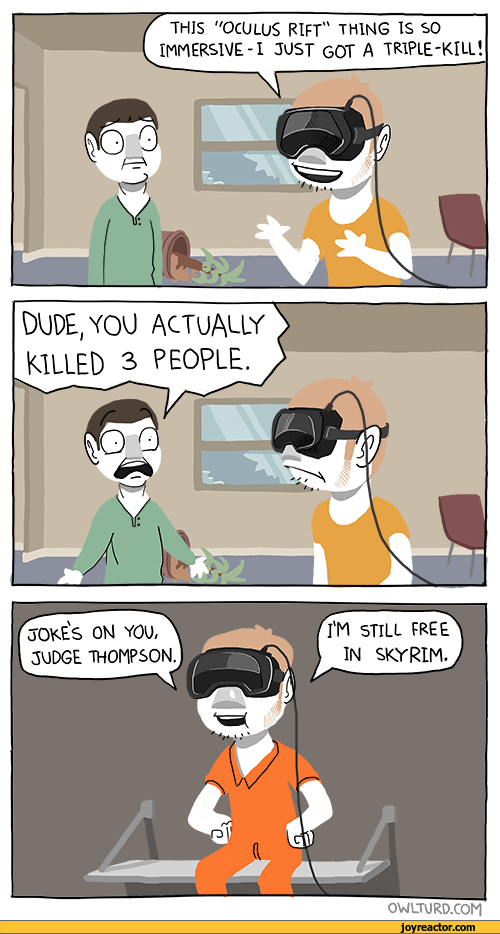 THIS "OCULUS RIFT" THING IS SO
IMMERSIVE-I JUST GOT A TRIPLE-KILL!
DUDE, YOU ACTUALLY
KILLED 3 PEOPLE.
JOKE'S ON YOU,
JUDGE THOMPSON.
I'M STILL FREE
IN SKYRIM.
OWLTURD.COM
joyreactor.com